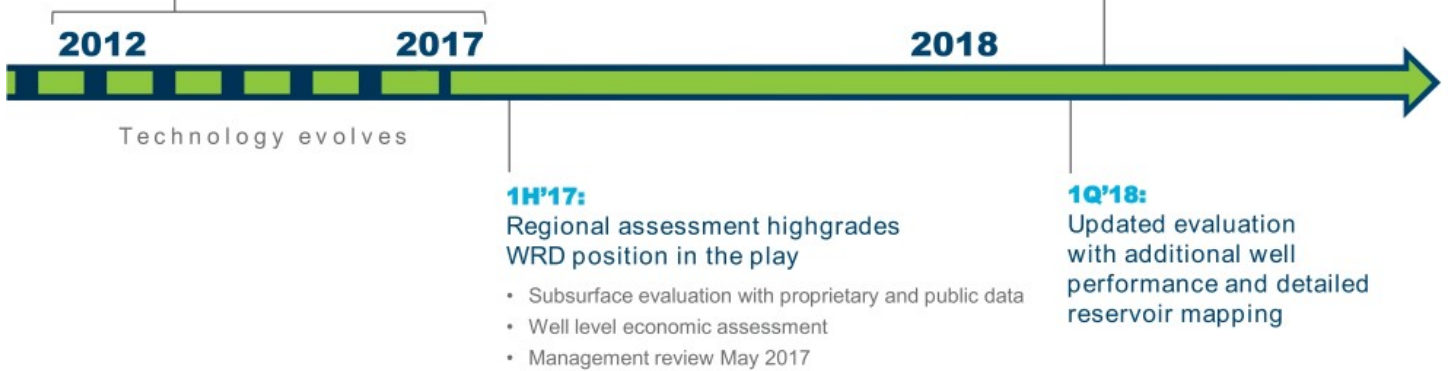 2012 2017 2018
Technology evolves
1H’17:
Regional assessment highgrades
WRD position in the play
• Subsurface evaluation with proprietary and public data
• Well level economic assessment
• Management review May 2017
1Q’18:
Updated evaluation
with additional well
performance and detailed
reservoir mapping